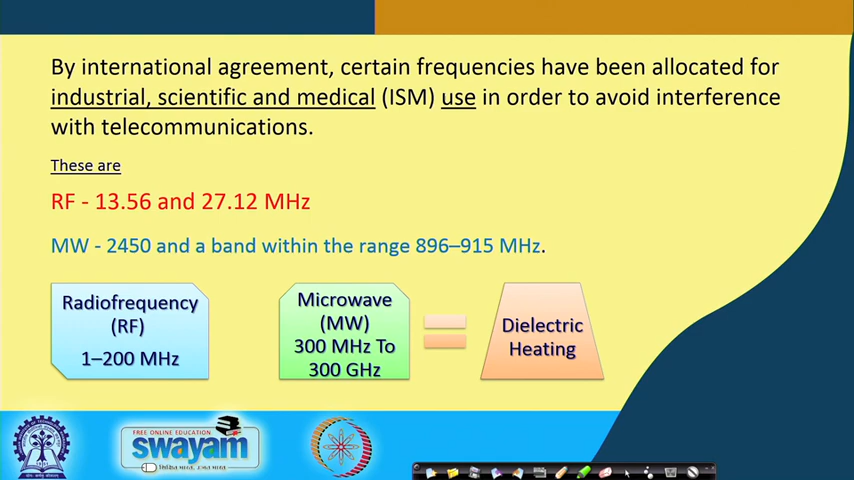 By international agreement, certain frequencies have been allocated for
industrial, scientific and medical (ISM) use in order to avoid interference
with telecommunications.
These are
RF - 13.56 and 27.12 MHz
MW - 2450 and a band within the range 896–915 MHz.
Radiofrequency
(RF)
1–200 MHz
Microwave
(MW)
300 MHz To
300 GHz
Dielectric
Heating
FREE ONLINE EDUCATION
swayam